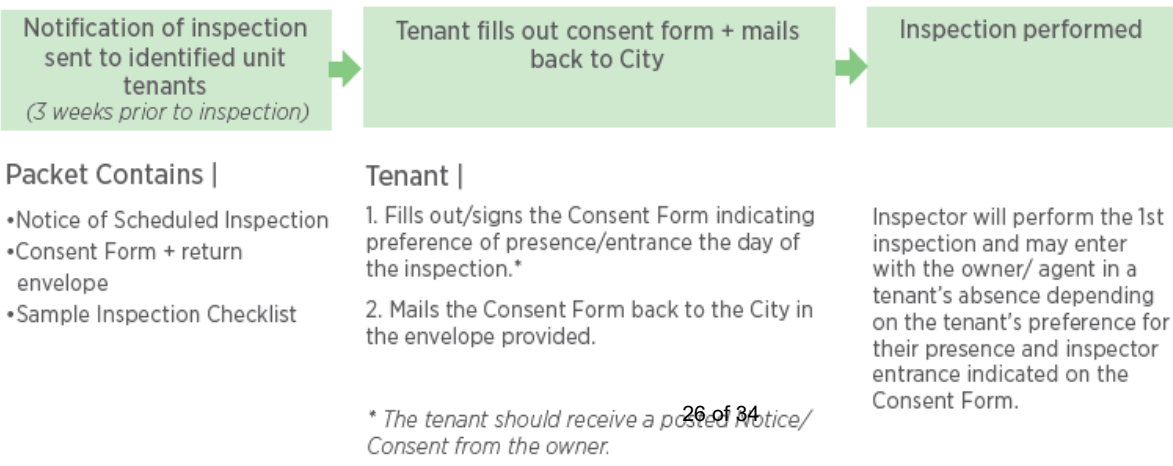 Notification of inspection
sent to identified unit
tenants
(3 weeks prior to inspection)
Tenant fills out consent form + mails
back to City
Inspection performed
Packet Contains |
•Notice of Scheduled Inspection
•Consent Form + return
envelope
•Sample Inspection Checklist
Tenant |
1. Fills out/signs the Consent Form indicating
preference of presence/entrance the day of
the inspection.*
2. Mails the Consent Form back to the City in
the envelope provided.
* The tenant should receive a posted Notice/
Consent from the owner.
26 of 34
Inspector will perform the 1st
inspection and may enter
with the owner/ agent in a
tenant's absence depending
on the tenant's preference for
their presence and inspector
entrance indicated on the
Consent Form.